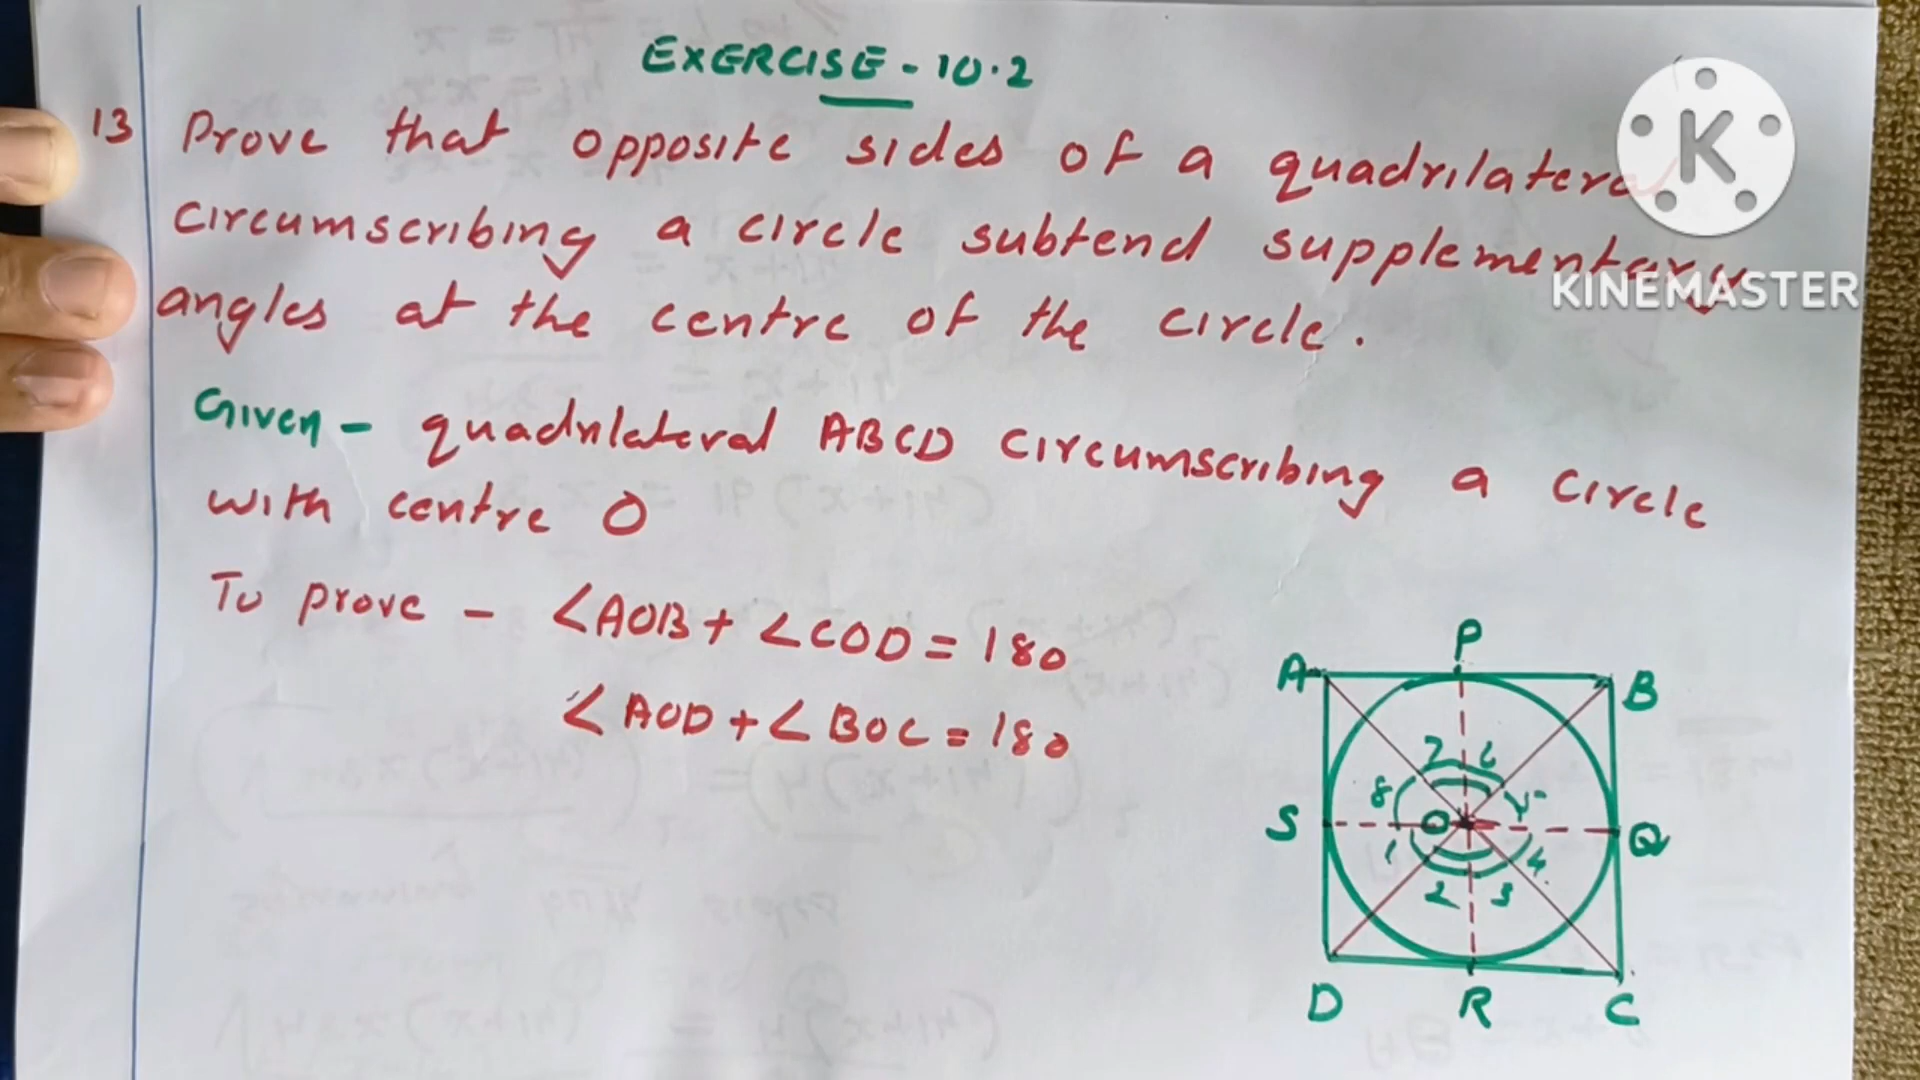 EXERCISE - 10.2
13 Prove that opposite sides of a quadrilateral
circumscribing a circle subtend supplementary
angles at the centre of the circle.
Given - quadrilateral ABCD circumscribing a circle
with centre O
To prove - ∠AOB + ∠COD = 180
∠AOD + ∠BOC = 180
K
KINEMASTER
P
A B
7 6
8 5
S O Q
1 4
2 3
D R C